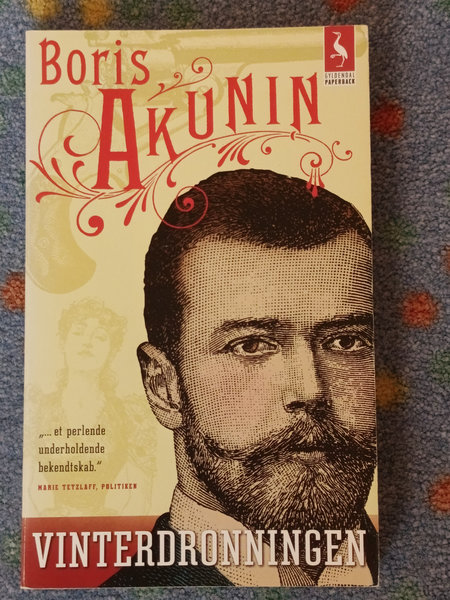 Boris
AKUNIN
GYLDENDAL
PAPERBACK
„... et perlende
underholdende
bekendtskab.“
MARIE TETZLAFF, POLITIKEN
VINTERDRONNINGEN